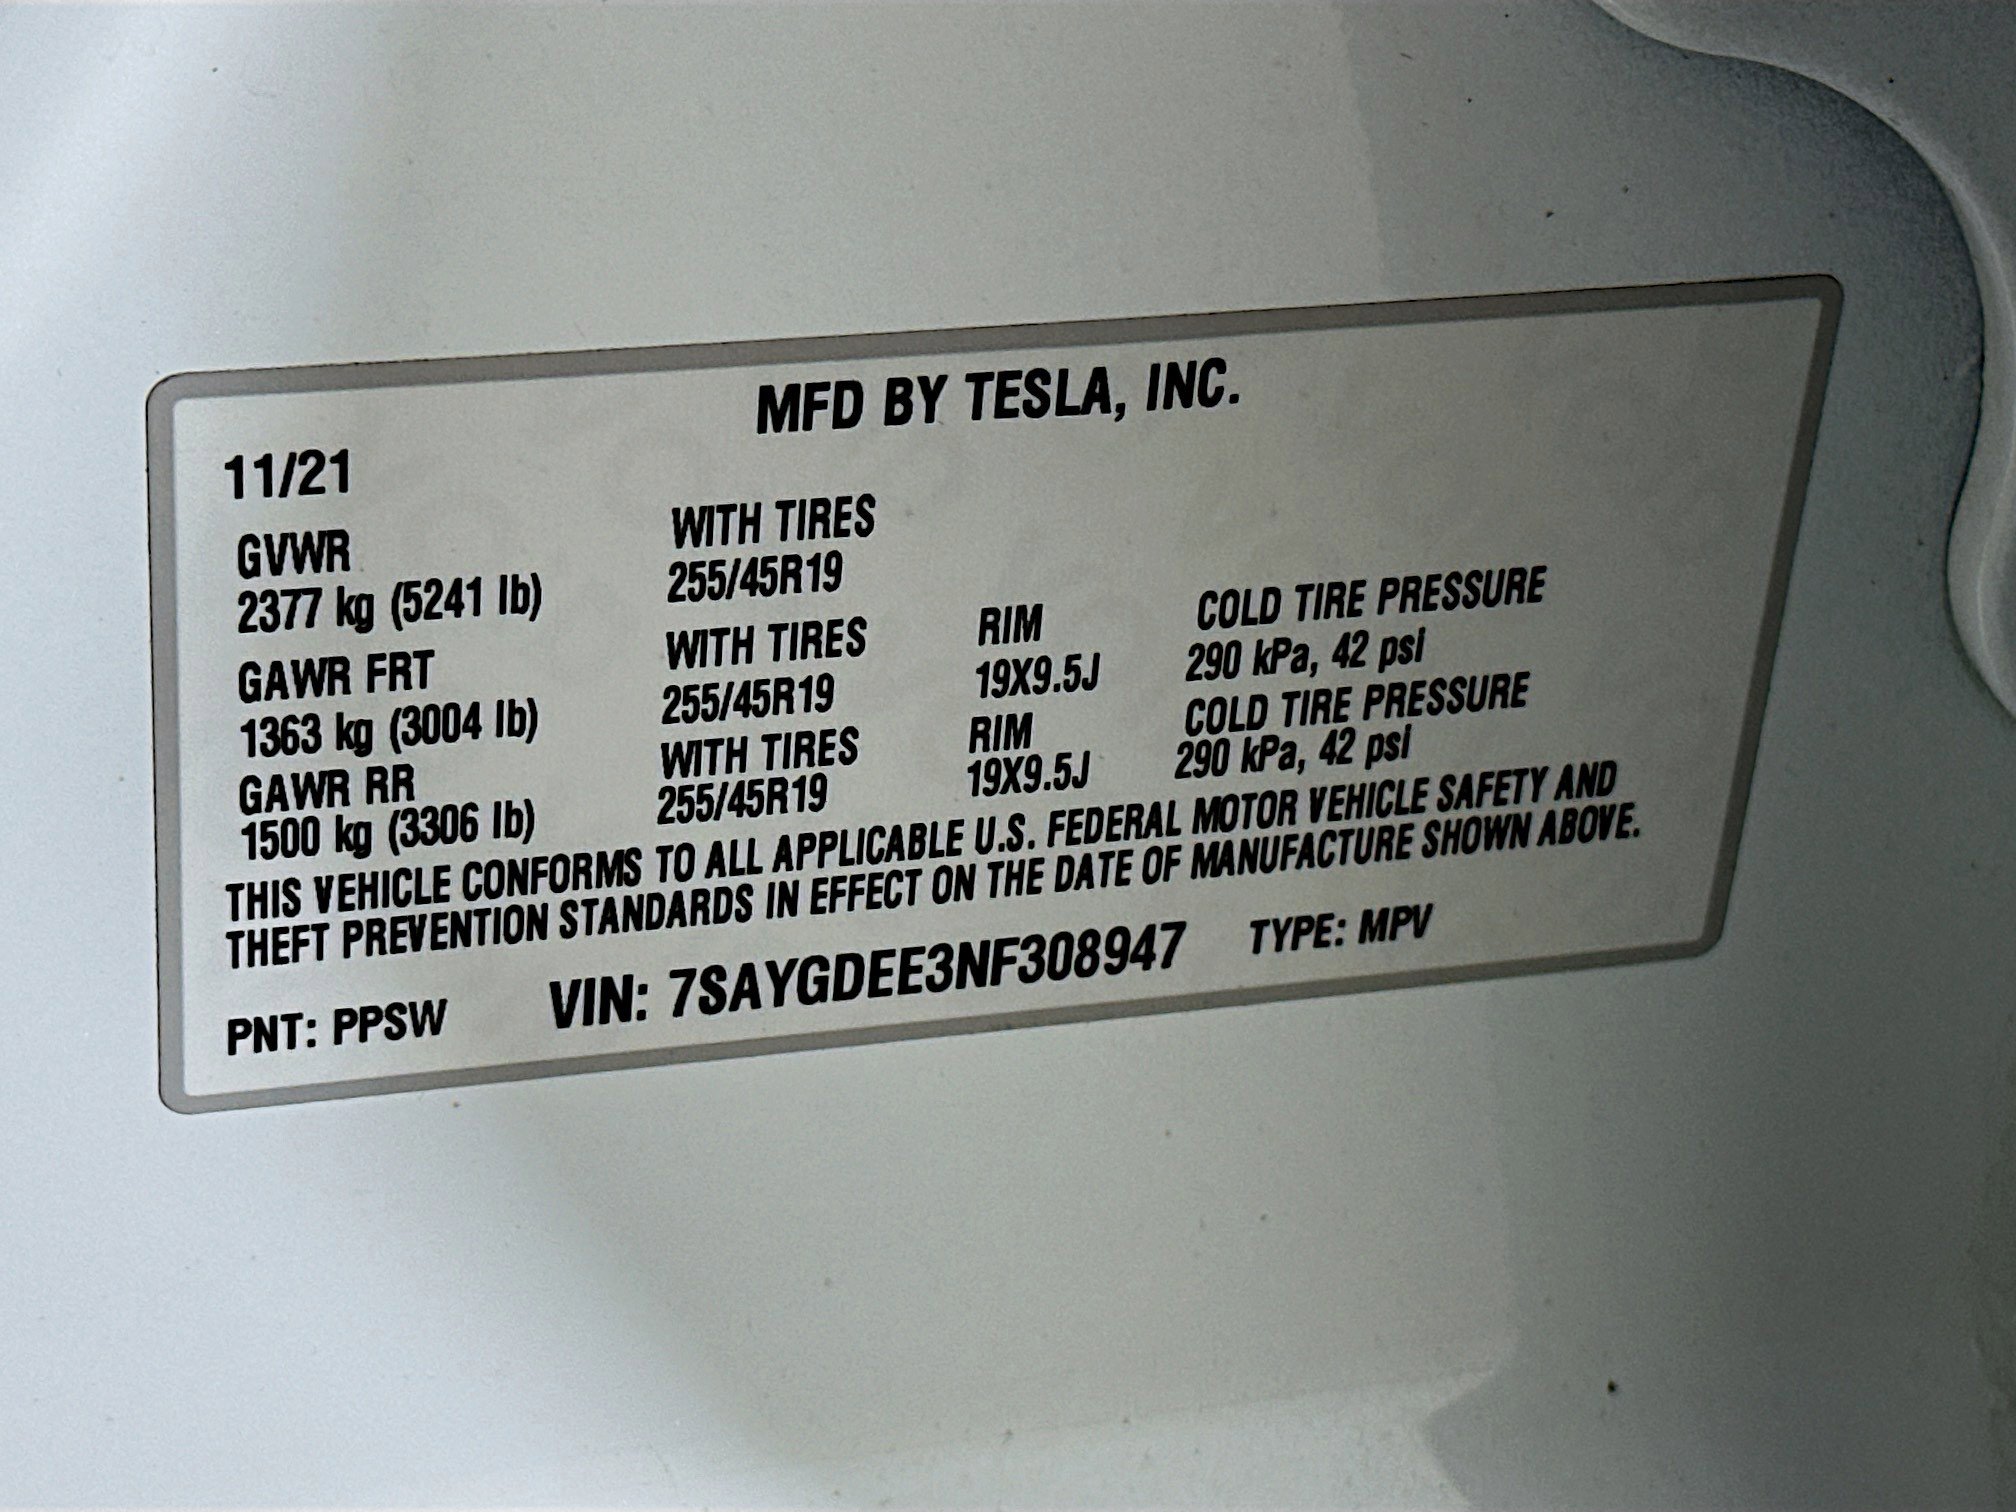 MFD BY TESLA, INC.
11/21
GVWR WITH TIRES
2377 kg (5241 lb) 255/45R19
GAWR FRT WITH TIRES RIM COLD TIRE PRESSURE
1363 kg (3004 lb) 255/45R19 19X9.5J 290 kPa, 42 psi
GAWR RR WITH TIRES RIM COLD TIRE PRESSURE
1500 kg (3306 lb) 255/45R19 19X9.5J 290 kPa, 42 psi
THIS VEHICLE CONFORMS TO ALL APPLICABLE U.S. FEDERAL MOTOR VEHICLE SAFETY AND
THEFT PREVENTION STANDARDS IN EFFECT ON THE DATE OF MANUFACTURE SHOWN ABOVE.
PNT: PPSW VIN: 7SAYGDEE3NF308947 TYPE: MPV